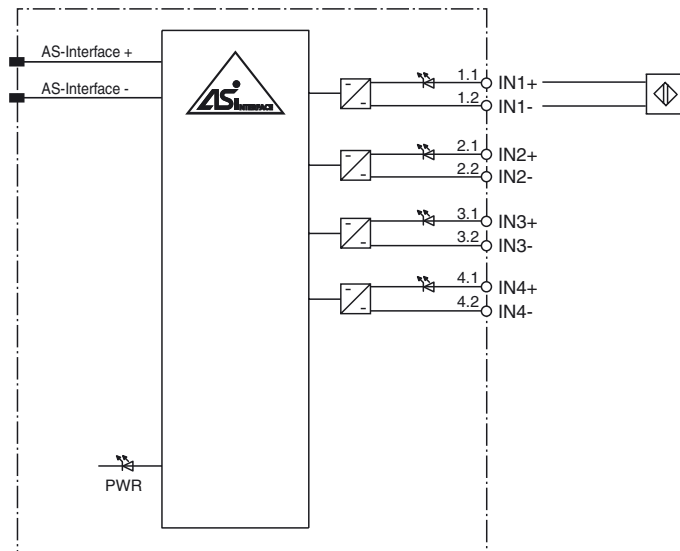 AS-Interface +
AS-Interface -
ASi INTERFACE
1.1 IN1+
1.2 IN1-
2.1 IN2+
2.2 IN2-
3.1 IN3+
3.2 IN3-
4.1 IN4+
4.2 IN4-
PWR